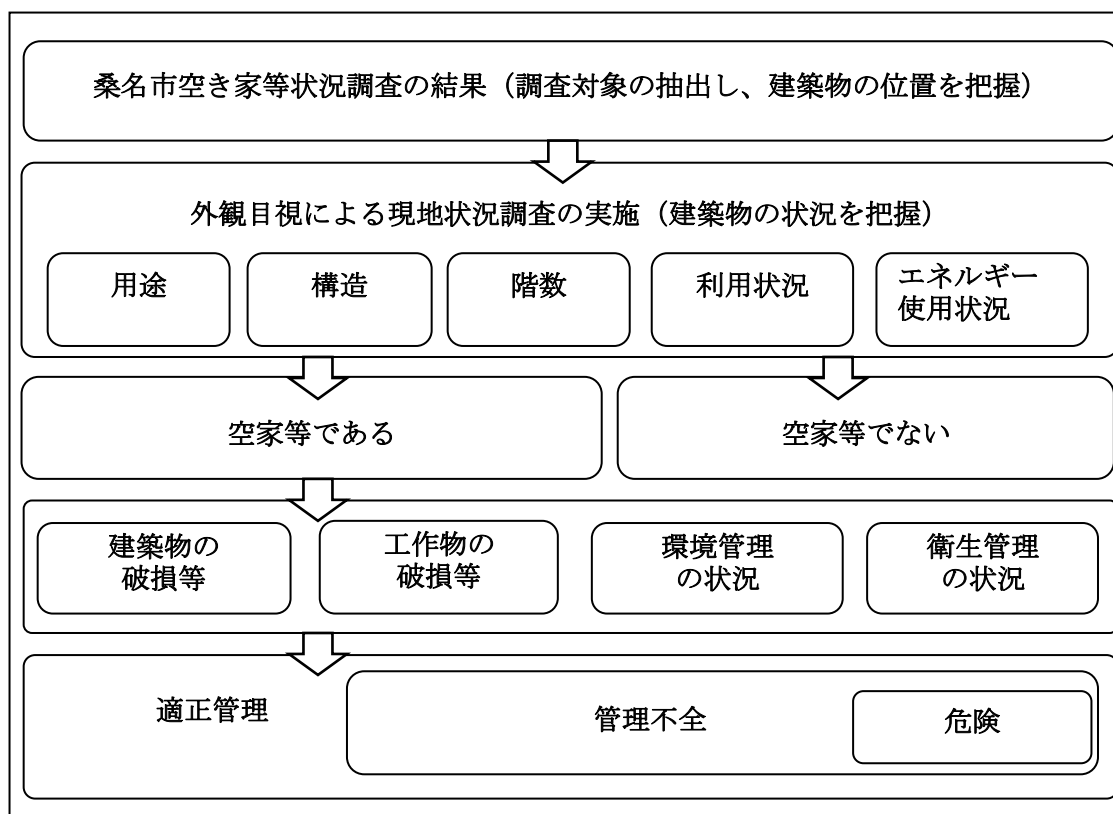 桑名市空き家等状況調査の結果（調査対象の抽出し、建築物の位置を把握）
外観目視による現地状況調査の実施（建築物の状況を把握）
用途
構造
階数
利用状況
エネルギー
使用状況
空家等である
空家等でない
建築物の
破損等
工作物の
破損等
環境管理
の状況
衛生管理
の状況
適正管理
管理不全
危険